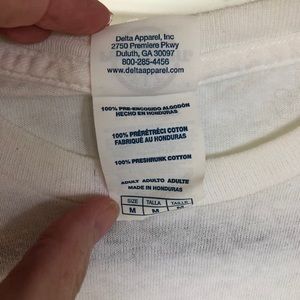 Delta Apparel, Inc
2750 Premiere Pkwy
Duluth, GA 30097
800-285-4456
www.deltaapparel.com
100% PRE-ENCOGIDO ALGODÓN
HECHO EN HONDURAS
100% PRÉRÉTRÉCI COTON
FABRIQUÉ AU HONDURAS
100% PRESHRUNK COTTON
ADULT ADULTO ADULTE
MADE IN HONDURAS
SIZE TALLA TAILLE
M M M